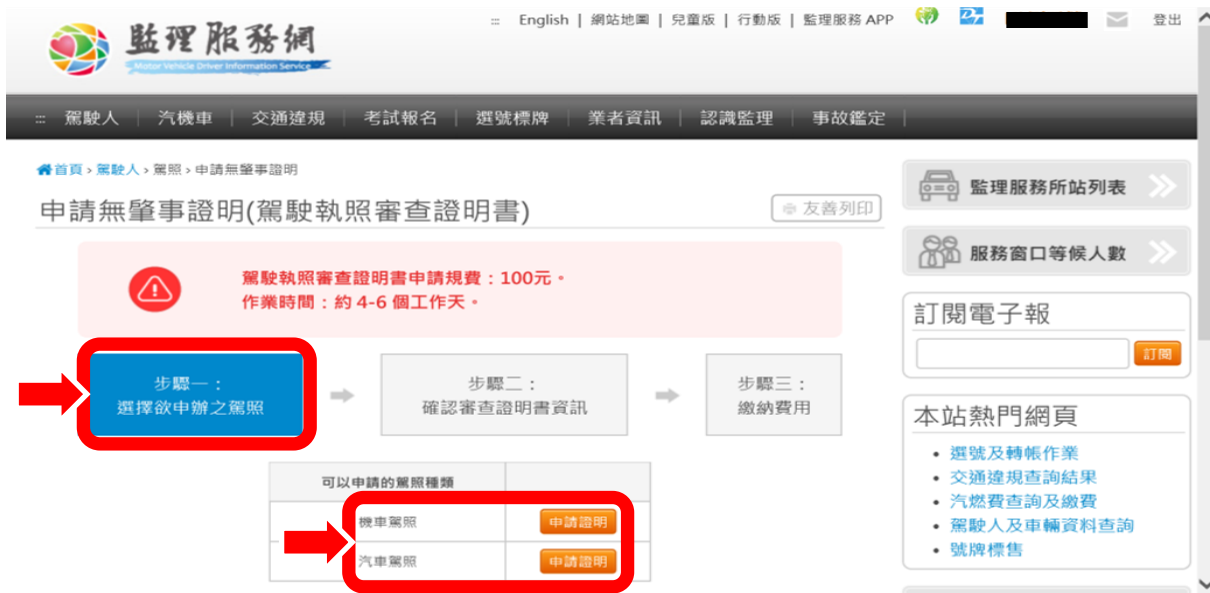 ::: English | 網站地圖 | 兒童版 | 行動版 | 監理服務 APP
登出
監理服務網
Motor Vehicle Driver Information Service
::: 駕駛人 | 汽機車 | 交通違規 | 考試報名 | 選號標牌 | 業者資訊 | 認識監理 | 事故鑑定 |
首頁 › 駕駛人 › 駕照 › 申請無肇事證明
申請無肇事證明(駕駛執照審查證明書)
友善列印
駕駛執照審查證明書申請規費：100元。
作業時間：約 4-6 個工作天。
步驟一：
選擇欲申辦之駕照
步驟二：
確認審查證明書資訊
步驟三：
繳納費用
可以申請的駕照種類
機車駕照 申請證明
汽車駕照 申請證明
監理服務所站列表
服務窗口等候人數
訂閱電子報
訂閱
本站熱門網頁
• 選號及轉帳作業
• 交通違規查詢結果
• 汽燃費查詢及繳費
• 駕駛人及車輛資料查詢
• 號牌標售